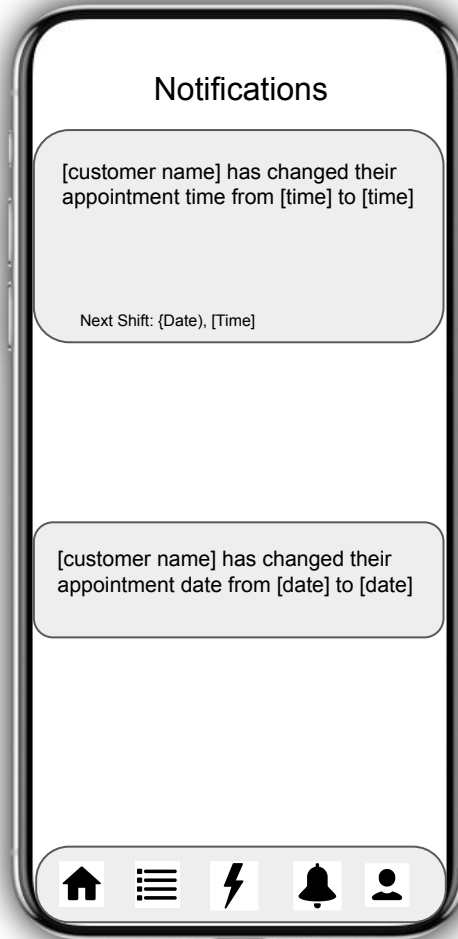 Notifications
[customer name] has changed their
appointment time from [time] to [time]
Next Shift: {Date), [Time]
[customer name] has changed their
appointment date from [date] to [date]